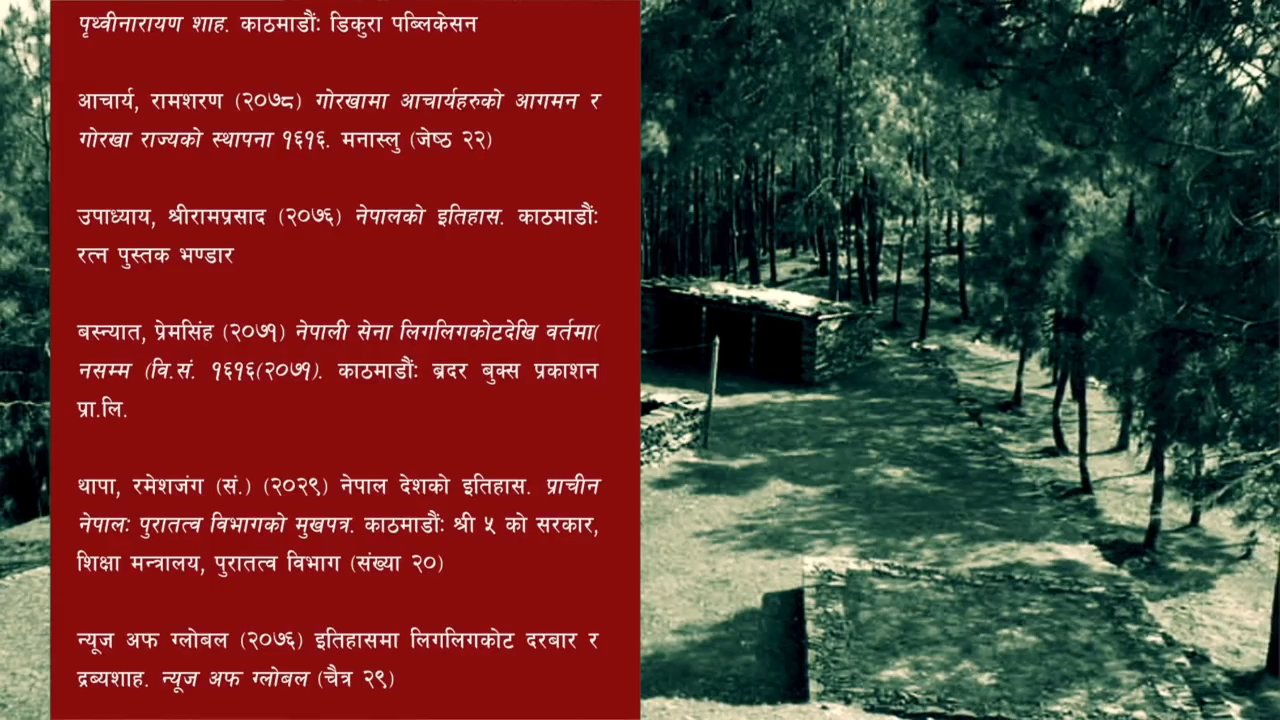 पृथ्वीनारायण शाह. काठमाडौंः डिकुरा पब्लिकेसन
आचार्य, रामशरण (२०७८) गोरखामा आचार्यहरुको आगमन र
गोरखा राज्यको स्थापना १६१६. मनास्लु (जेष्ठ २२)
उपाध्याय, श्रीरामप्रसाद (२०७६) नेपालको इतिहास. काठमाडौंः
रत्न पुस्तक भण्डार
बस्न्यात, प्रेमसिंह (२०७१) नेपाली सेना लिगलिगकोटदेखि वर्तमा(
नसम्म (वि.सं. १६१६(२०७१). काठमाडौंः ब्रदर बुक्स प्रकाशन
प्रा.लि.
थापा, रमेशजंग (सं.) (२०२९) नेपाल देशको इतिहास. प्राचीन
नेपालः पुरातत्व विभागको मुखपत्र. काठमाडौंः श्री ५ को सरकार,
शिक्षा मन्त्रालय, पुरातत्व विभाग (संख्या २०)
न्यूज अफ ग्लोबल (२०७६) इतिहासमा लिगलिगकोट दरबार र
द्रब्यशाह. न्यूज अफ ग्लोबल (चैत्र २९)